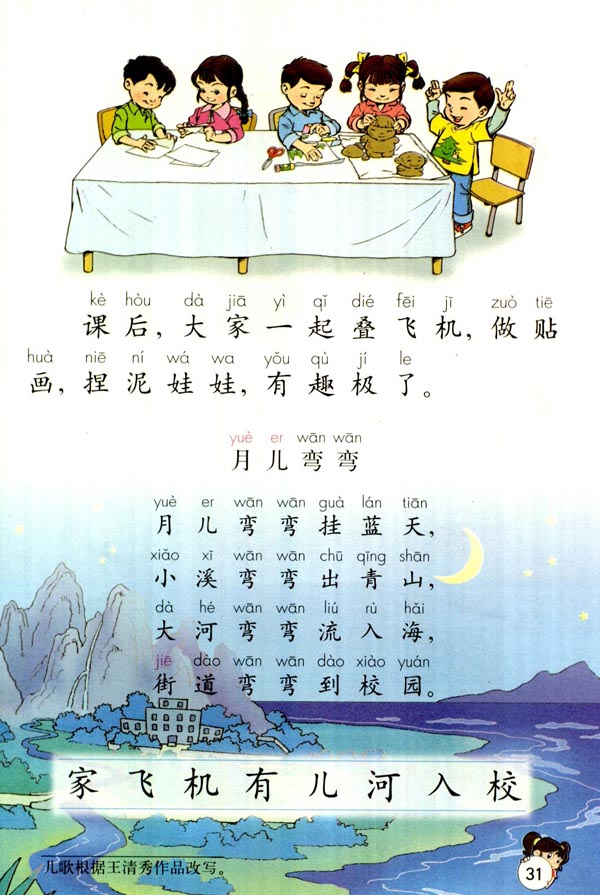 kè hòu dà jiā yì qǐ dié fēi jī zuò tiē
课后，大家一起叠飞机，做贴
huà niē ní wá wa yǒu qù jí le
画，捏泥娃娃，有趣极了。
yuè er wān wān
月儿弯弯
yuè er wān wān guà lán tiān
月儿弯弯挂蓝天，
xiǎo xī wān wān chū qīng shān
小溪弯弯出青山，
dà hé wān wān liú rù hǎi
大河弯弯流入海，
jiē dào wān wān dào xiào yuán
街道弯弯到校园。
家飞机有儿河入校
儿歌根据王清秀作品改写。
31